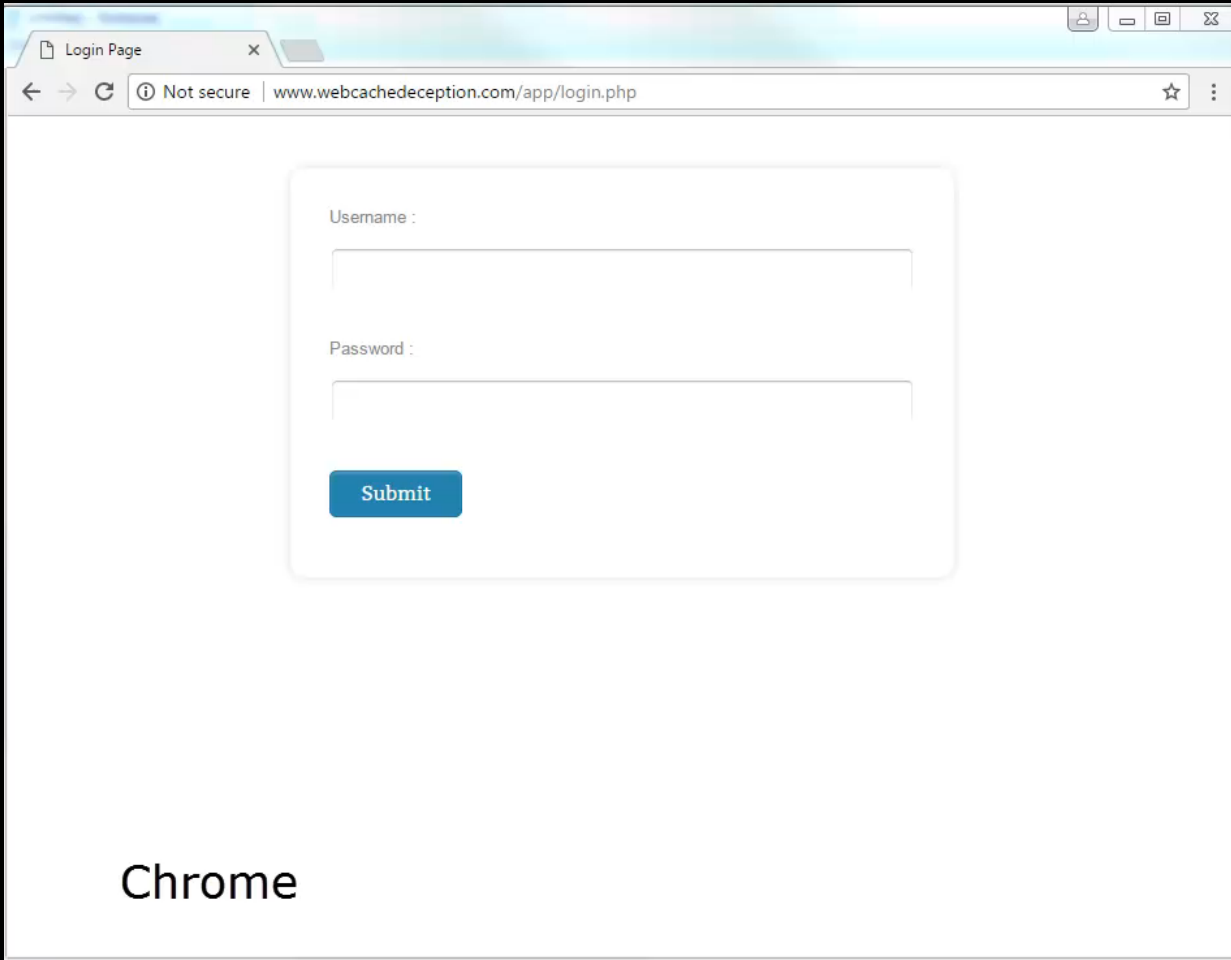 Login Page
Not secure | www.webcachedeception.com/app/login.php
Username :
Password :
Submit
Chrome